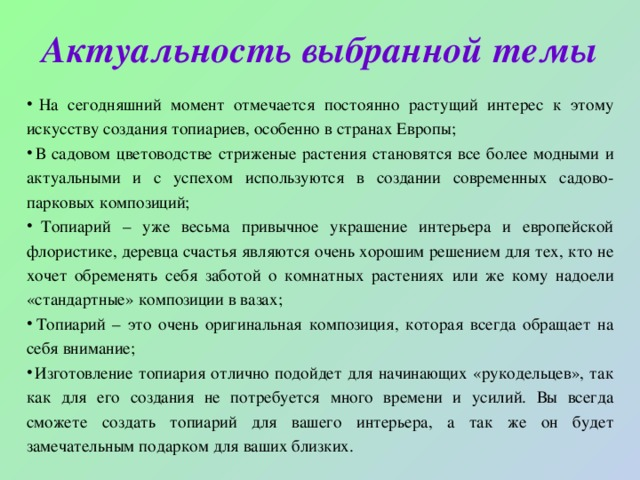 Актуальность выбранной темы
• На сегодняшний момент отмечается постоянно растущий интерес к этому
искусству создания топиариев, особенно в странах Европы;
• В садовом цветоводстве стриженые растения становятся все более модными и
актуальными и с успехом используются в создании современных садово-
парковых композиций;
• Топиарий – уже весьма привычное украшение интерьера и европейской
флористике, деревца счастья являются очень хорошим решением для тех, кто не
хочет обременять себя заботой о комнатных растениях или же кому надоели
«стандартные» композиции в вазах;
• Топиарий – это очень оригинальная композиция, которая всегда обращает на
себя внимание;
• Изготовление топиария отлично подойдет для начинающих «рукодельцев», так
как для его создания не потребуется много времени и усилий. Вы всегда
сможете создать топиарий для вашего интерьера, а так же он будет
замечательным подарком для ваших близких.